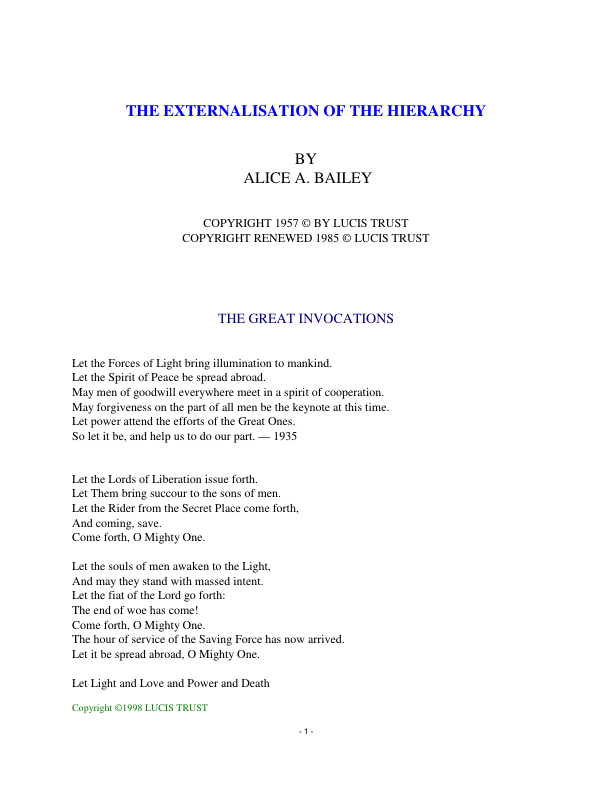 THE EXTERNALISATION OF THE HIERARCHY
BY
ALICE A. BAILEY
COPYRIGHT 1957 © BY LUCIS TRUST
COPYRIGHT RENEWED 1985 © LUCIS TRUST
THE GREAT INVOCATIONS
Let the Forces of Light bring illumination to mankind.
Let the Spirit of Peace be spread abroad.
May men of goodwill everywhere meet in a spirit of cooperation.
May forgiveness on the part of all men be the keynote at this time.
Let power attend the efforts of the Great Ones.
So let it be, and help us to do our part. — 1935
Let the Lords of Liberation issue forth.
Let Them bring succour to the sons of men.
Let the Rider from the Secret Place come forth,
And coming, save.
Come forth, O Mighty One.
Let the souls of men awaken to the Light,
And may they stand with massed intent.
Let the fiat of the Lord go forth:
The end of woe has come!
Come forth, O Mighty One.
The hour of service of the Saving Force has now arrived.
Let it be spread abroad, O Mighty One.
Let Light and Love and Power and Death
Copyright ©1998 LUCIS TRUST
- 1 -